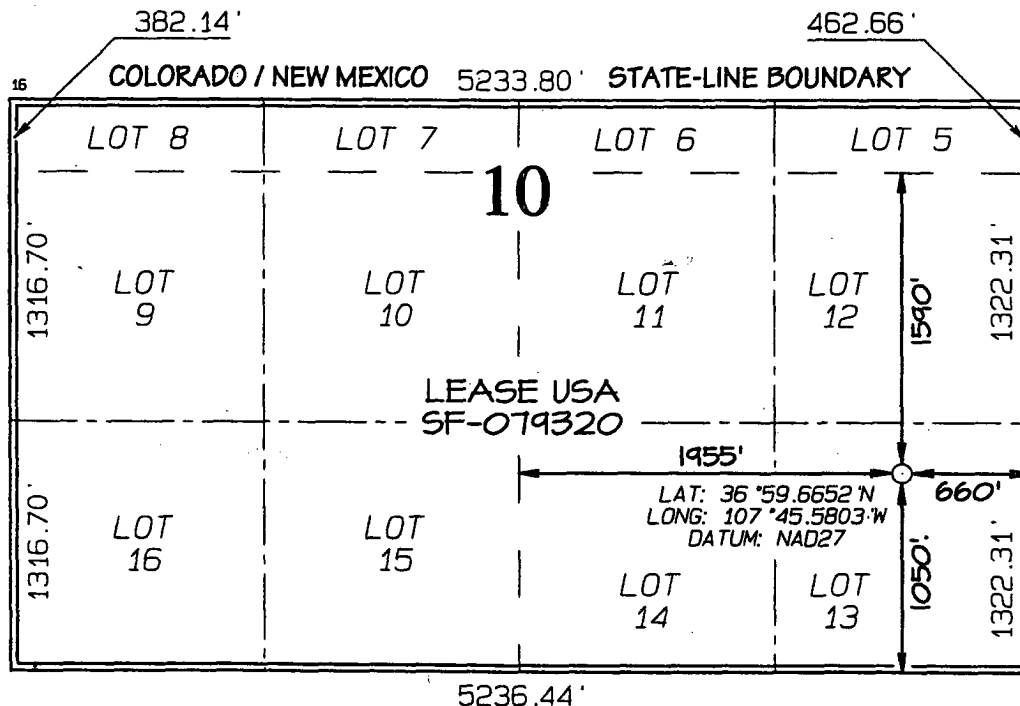 382.14'
462.66'
16
COLORADO / NEW MEXICO 5233.80' STATE-LINE BOUNDARY
LOT 8
LOT 7
LOT 6
LOT 5
10
1316.70'
LOT
9
LOT
10
LOT
11
LOT
12
1590'
1322.31'
LEASE USA
SF-079320
1955'
660'
LAT: 36°59.6652'N
LONG: 107°45.5803'W
DATUM: NAD27
1316.70'
LOT
16
LOT
15
LOT
14
LOT
13
1050'
1322.31'
5236.44'